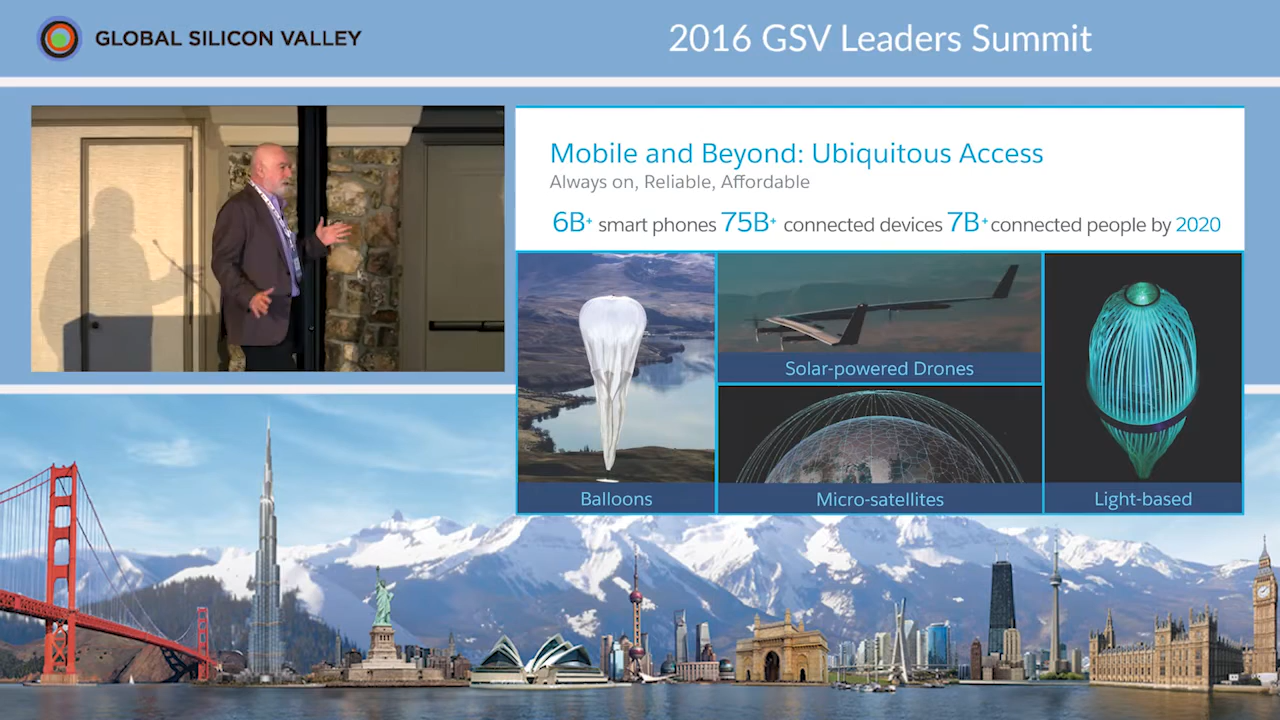 GLOBAL SILICON VALLEY
2016 GSV Leaders Summit
Mobile and Beyond: Ubiquitous Access
Always on, Reliable, Affordable
6B+ smart phones 75B+ connected devices 7B+ connected people by 2020
Solar-powered Drones
Balloons
Micro-satellites
Light-based